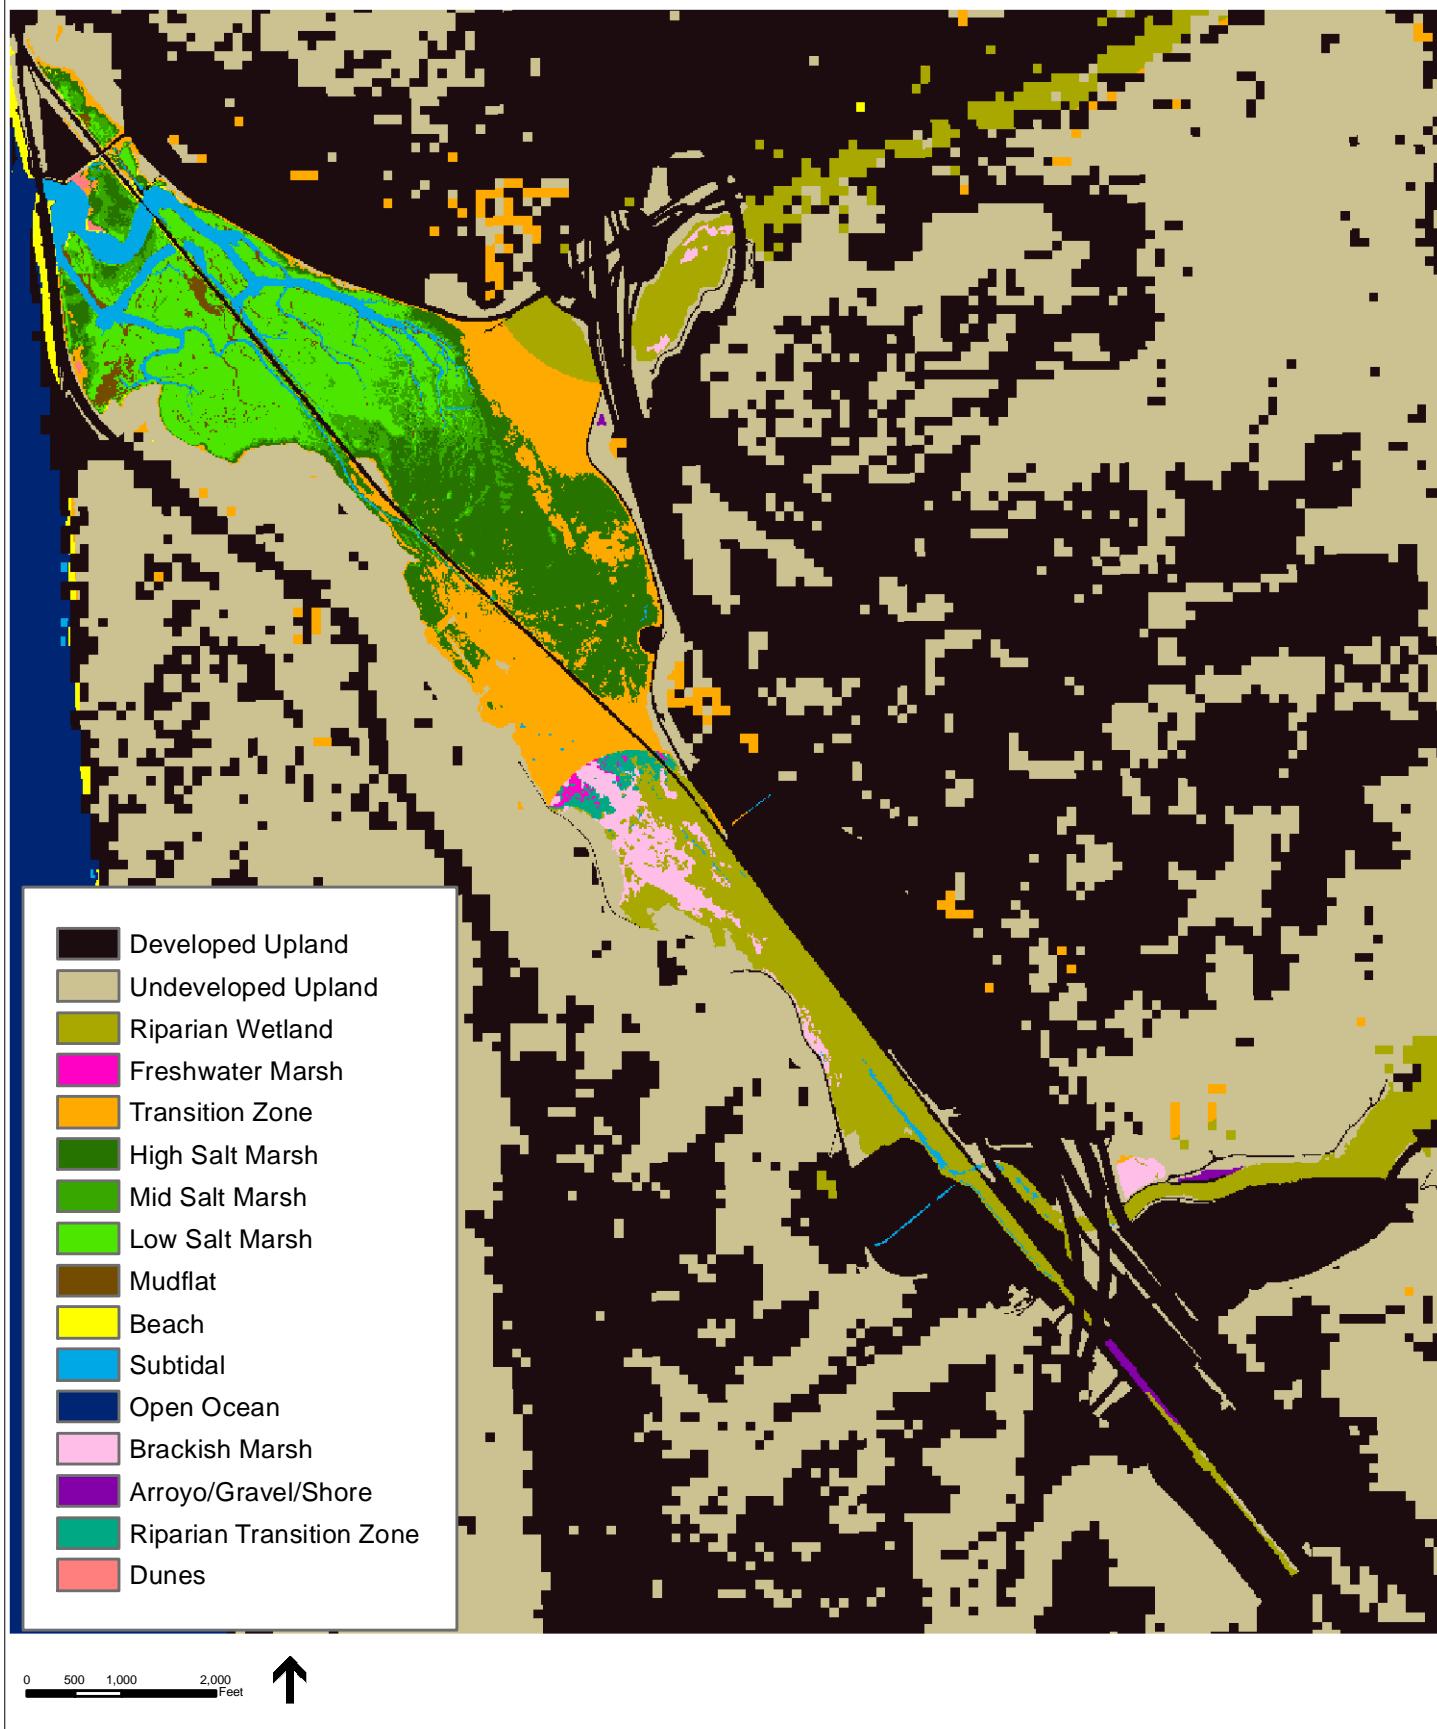 Developed Upland
Undeveloped Upland
Riparian Wetland
Freshwater Marsh
Transition Zone
High Salt Marsh
Mid Salt Marsh
Low Salt Marsh
Mudflat
Beach
Subtidal
Open Ocean
Brackish Marsh
Arroyo/Gravel/Shore
Riparian Transition Zone
Dunes
0 500 1,000 2,000
Feet